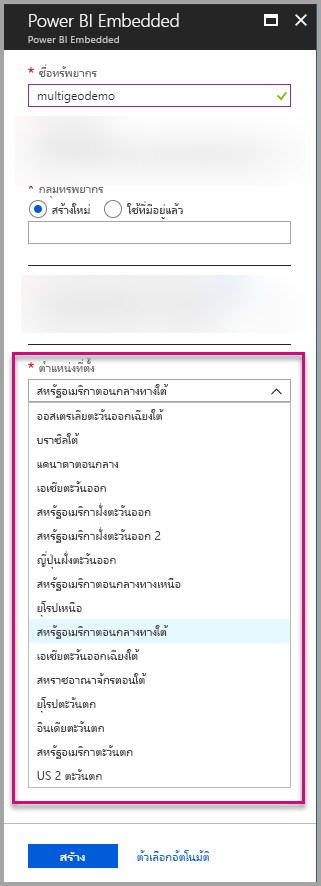 Power BI Embedded
Power BI Embedded
* ชื่อทรัพยากร
multigeodemo
* กลุ่มทรัพยากร
สร้างใหม่ ใช้ที่มีอยู่แล้ว
* ตำแหน่งที่ตั้ง
สหรัฐอเมริกาตอนกลางทางใต้
ออสเตรเลียตะวันออกเฉียงใต้
บราซิลใต้
แคนาดาตอนกลาง
เอเชียตะวันออก
สหรัฐอเมริกาฝั่งตะวันออก
สหรัฐอเมริกาฝั่งตะวันออก 2
ญี่ปุ่นฝั่งตะวันออก
สหรัฐอเมริกาตอนกลางทางเหนือ
ยุโรปเหนือ
สหรัฐอเมริกาตอนกลางทางใต้
เอเชียตะวันออกเฉียงใต้
สหราชอาณาจักรตอนใต้
ยุโรปตะวันตก
อินเดียตะวันตก
สหรัฐอเมริกาตะวันตก
US 2 ตะวันตก
สร้าง ตัวเลือกอัตโนมัติ